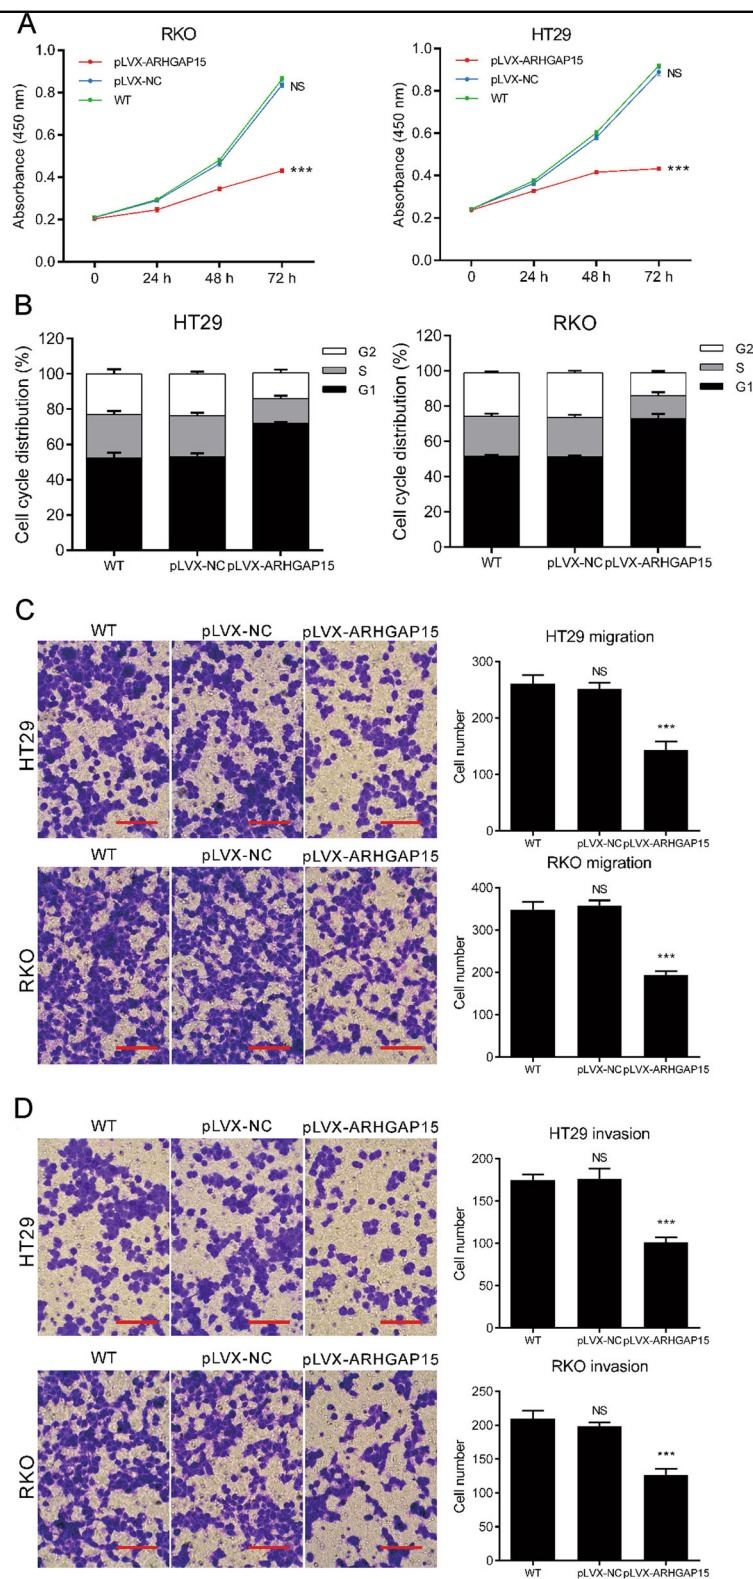 A
RKO
HT29
pLVX-ARHGAP15
pLVX-NC
WT
NS
***
Absorbance (450 nm)
1.0
0.8
0.6
0.4
0.2
0.0
0
24 h
48 h
72 h
pLVX-ARHGAP15
pLVX-NC
WT
NS
***
Absorbance (450 nm)
1.0
0.8
0.6
0.4
0.2
0.0
0
24 h
48 h
72 h
B
HT29
Cell cycle distribution (%)
120
100
80
60
40
20
0
G2
S
G1
WT
pLVX-NC
pLVX-ARHGAP15
RKO
Cell cycle distribution (%)
120
100
80
60
40
20
0
G2
S
G1
WT
pLVX-NC
pLVX-ARHGAP15
C
WT
pLVX-NC
pLVX-ARHGAP15
HT29
HT29 migration
Cell number
300
200
100
0
NS
***
WT
pLVX-NC
pLVX-ARHGAP15
WT
pLVX-NC
pLVX-ARHGAP15
RKO
RKO migration
Cell number
400
300
200
100
0
NS
***
WT
pLVX-NC
pLVX-ARHGAP15
D
WT
pLVX-NC
pLVX-ARHGAP15
HT29
HT29 invasion
Cell number
200
150
100
50
0
NS
***
WT
pLVX-NC
pLVX-ARHGAP15
WT
pLVX-NC
pLVX-ARHGAP15
RKO
RKO invasion
Cell number
250
200
150
100
50
0
NS
***
WT
pLVX-NC
pLVX-ARHGAP15